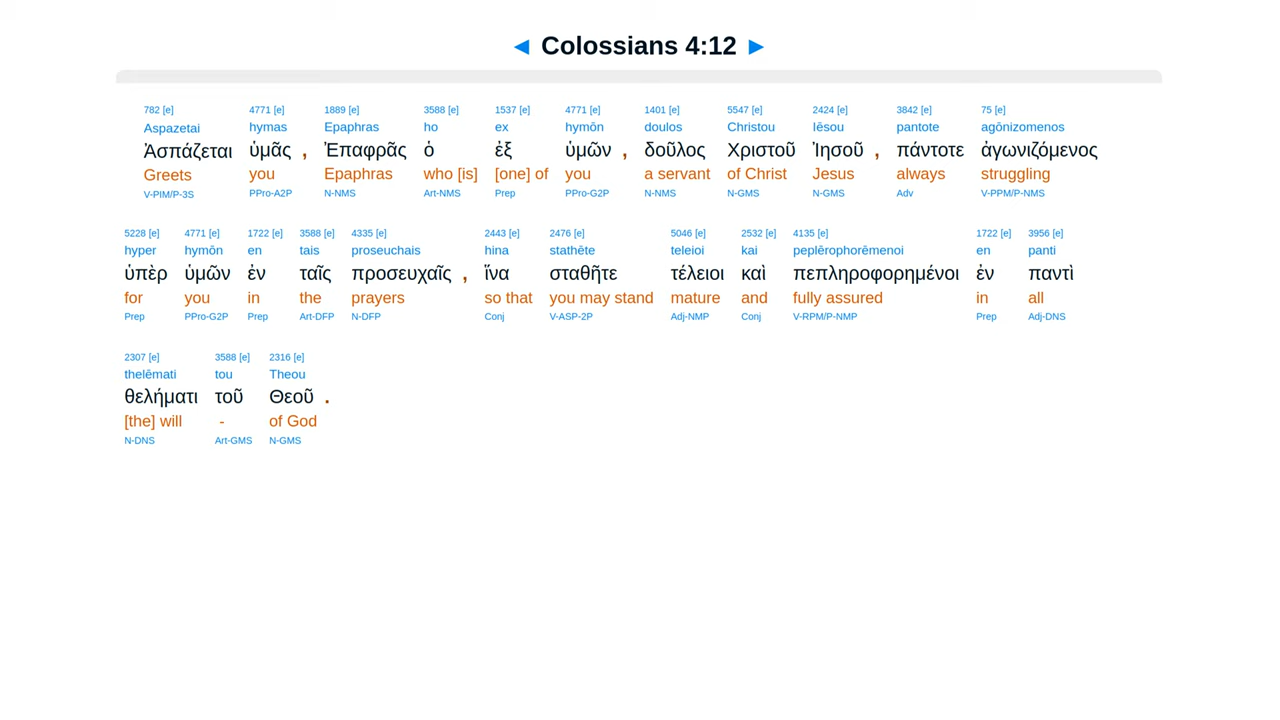 ◄ Colossians 4:12 ►
782 [e] 4771 [e] 1889 [e] 3588 [e] 1537 [e] 4771 [e] 1401 [e] 5547 [e] 2424 [e] 3842 [e] 75 [e]
Aspazetai hymas Epaphras ho ex hymōn doulos Christou Iēsou pantote agōnizomenos
Ἀσπάζεται ὑμᾶς , Ἐπαφρᾶς ὁ ἐξ ὑμῶν , δοῦλος Χριστοῦ Ἰησοῦ , πάντοτε ἀγωνιζόμενος
Greets you Epaphras who [is] [one] of you a servant of Christ Jesus always struggling
V-PIM/P-3S PPro-A2P N-NMS Art-NMS Prep PPro-G2P N-NMS N-GMS N-GMS Adv V-PPM/P-NMS
5228 [e] 4771 [e] 1722 [e] 3588 [e] 4335 [e] 2443 [e] 2476 [e] 5046 [e] 2532 [e] 4135 [e] 1722 [e] 3956 [e]
hyper hymōn en tais proseuchais hina stathēte teleioi kai peplērophorēmenoi en panti
ὑπὲρ ὑμῶν ἐν ταῖς προσευχαῖς , ἵνα σταθῆτε τέλειοι καὶ πεπληροφορημένοι ἐν παντὶ
for you in the prayers so that you may stand mature and fully assured in all
Prep PPro-G2P Prep Art-DFP N-DFP Conj V-ASP-2P Adj-NMP Conj V-RPM/P-NMP Prep Adj-DNS
2307 [e] 3588 [e] 2316 [e]
thelēmati tou Theou
θελήματι τοῦ Θεοῦ .
[the] will - of God
N-DNS Art-GMS N-GMS